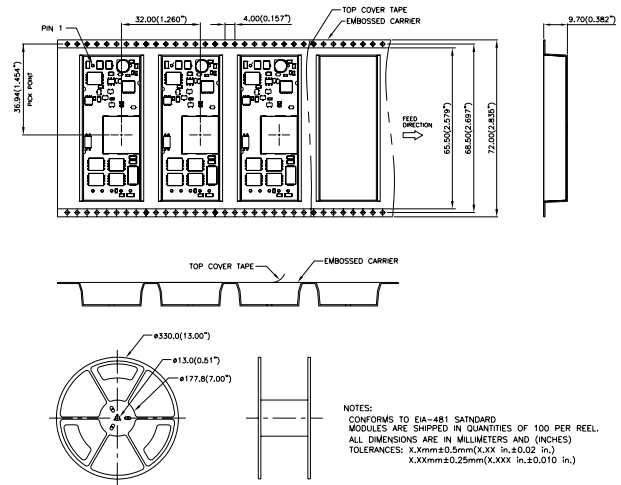 TOP COVER TAPE
EMBOSSED CARRIER
32.00(1.260")
4.00(0.157")
9.70(0.382")
PIN 1
36.94(1.454")
PICK POINT
FEED
DIRECTION
65.50(2.579")
68.50(2.697")
72.00(2.835")
TOP COVER TAPE
EMBOSSED CARRIER
ø330.0(13.00")
ø13.0(0.51")
ø177.8(7.00")
NOTES:
CONFORMS TO EIA-481 SATNDARD
MODULES ARE SHIPPED IN QUANTITIES OF 100 PER REEL.
ALL DIMENSIONS ARE IN MILLIMETERS AND (INCHES)
TOLERANCES: X.Xmm±0.5mm(X.XX in.±0.02 in.)
X.XXmm±0.25mm(X.XXX in.±0.010 in.)